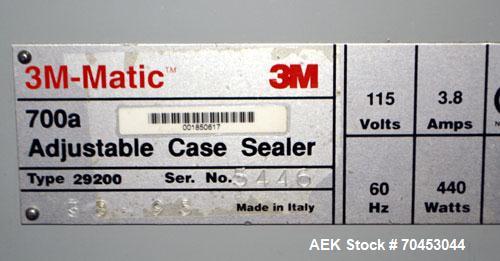 3M-Matic™ 3M
700a
001850617
Adjustable Case Sealer
Type 29200 Ser. No. 5446
Made in Italy
115 Volts
3.8 Amps
60 Hz
440 Watts
AEK Stock # 70453044